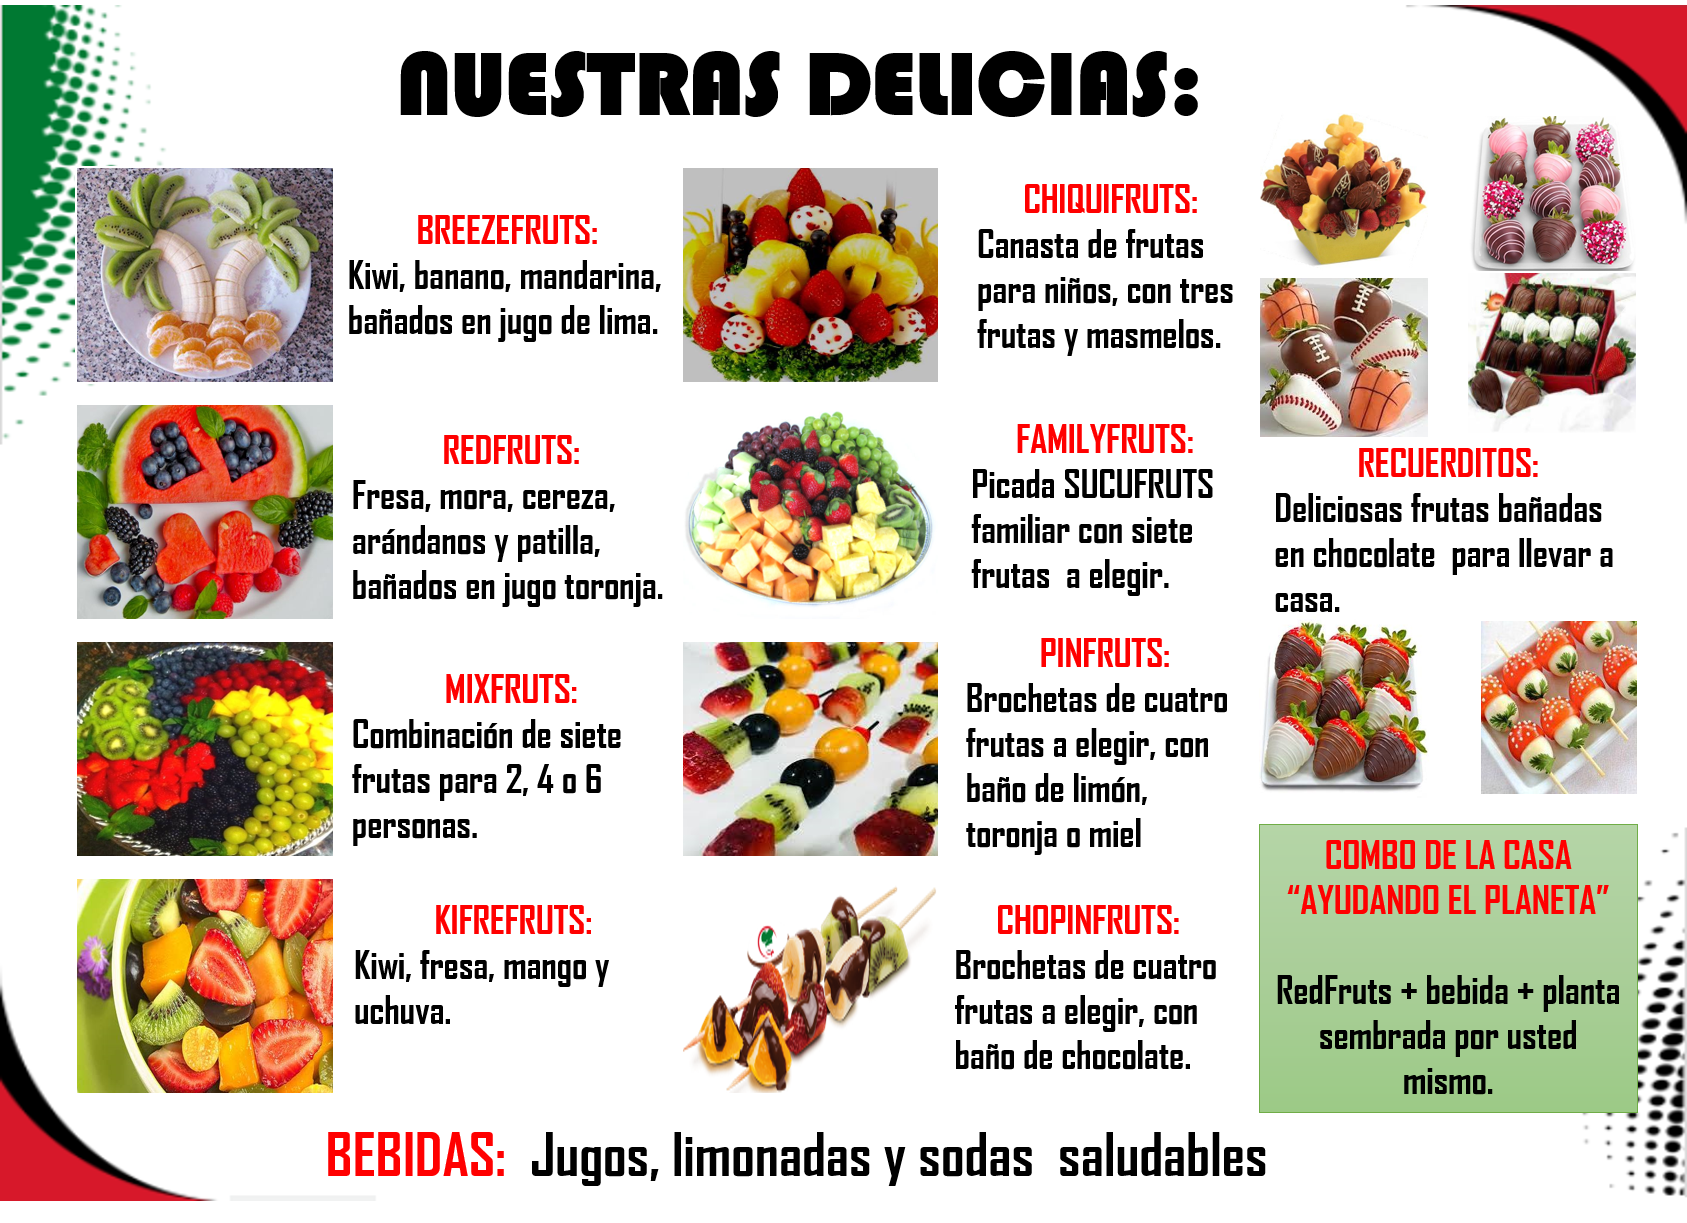 NUESTRAS DELICIAS:
BREEZEFRUTS:
Kiwi, banano, mandarina,
bañados en jugo de lima.
REDFRUTS:
Fresa, mora, cereza,
arándanos y patilla,
bañados en jugo toronja.
MIXFRUTS:
Combinación de siete
frutas para 2, 4 o 6
personas.
KIFREFRUTS:
Kiwi, fresa, mango y
uchuva.
CHIQUIFRUTS:
Canasta de frutas
para niños, con tres
frutas y masmelos.
FAMILYFRUTS:
Picada SUCUFRUTS
familiar con siete
frutas a elegir.
PINFRUTS:
Brochetas de cuatro
frutas a elegir, con
baño de limón,
toronja o miel
CHOPINFRUTS:
Brochetas de cuatro
frutas a elegir, con
baño de chocolate.
RECUERDITOS:
Deliciosas frutas bañadas
en chocolate para llevar a
casa.
COMBO DE LA CASA
“AYUDANDO EL PLANETA”
RedFruts + bebida + planta
sembrada por usted
mismo.
BEBIDAS: Jugos, limonadas y sodas saludables